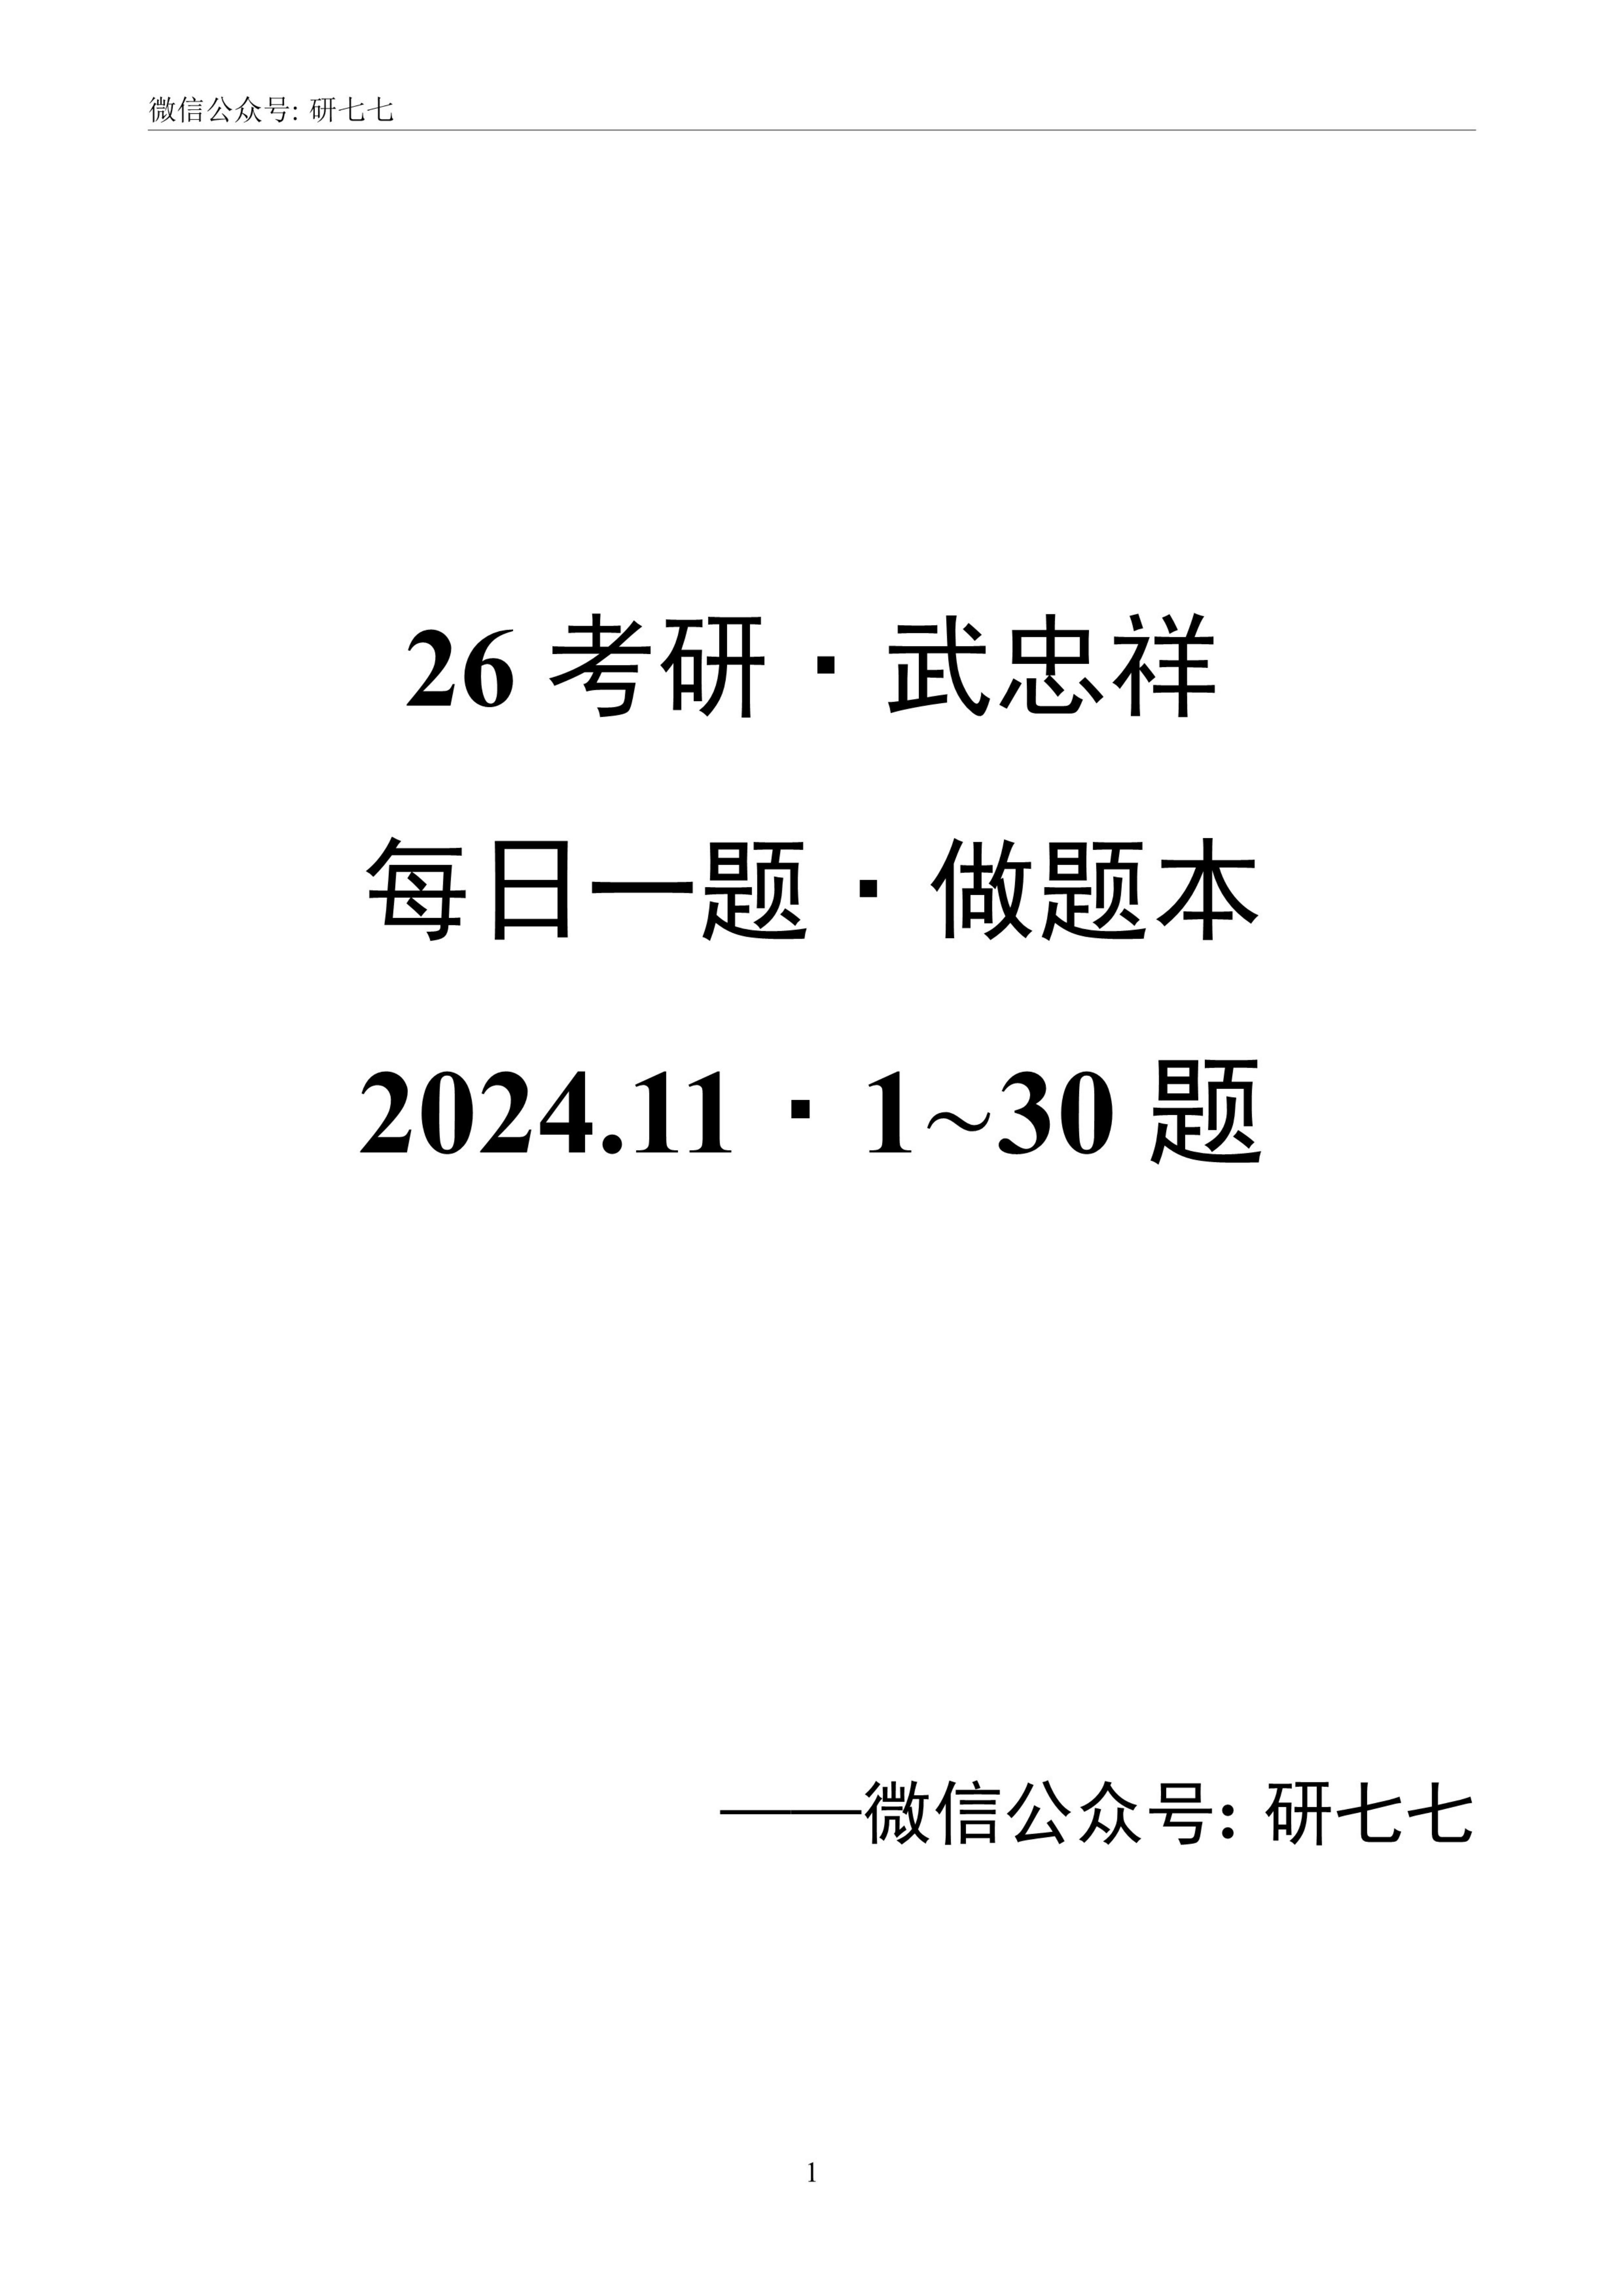 微信公众号：研七七
26 考研 · 武忠祥
每日一题 · 做题本
2024.11 · 1~30 题
——微信公众号：研七七
1